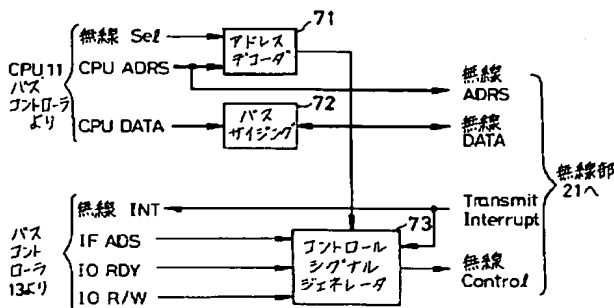 71
無線 Sel
アドレス
デコーダ
CPU 11
バス
コントローラ
より
CPU ADRS
無線
ADRS
72
CPU DATA
バス
サイジング
無線
DATA
無線部
21へ
無線 INT
Transmit
Interrupt
73
バス
コント
ローラ
13より
IF ADS
IO RDY
IO R/W
コントロール
シグナル
ジェネレータ
無線
Control